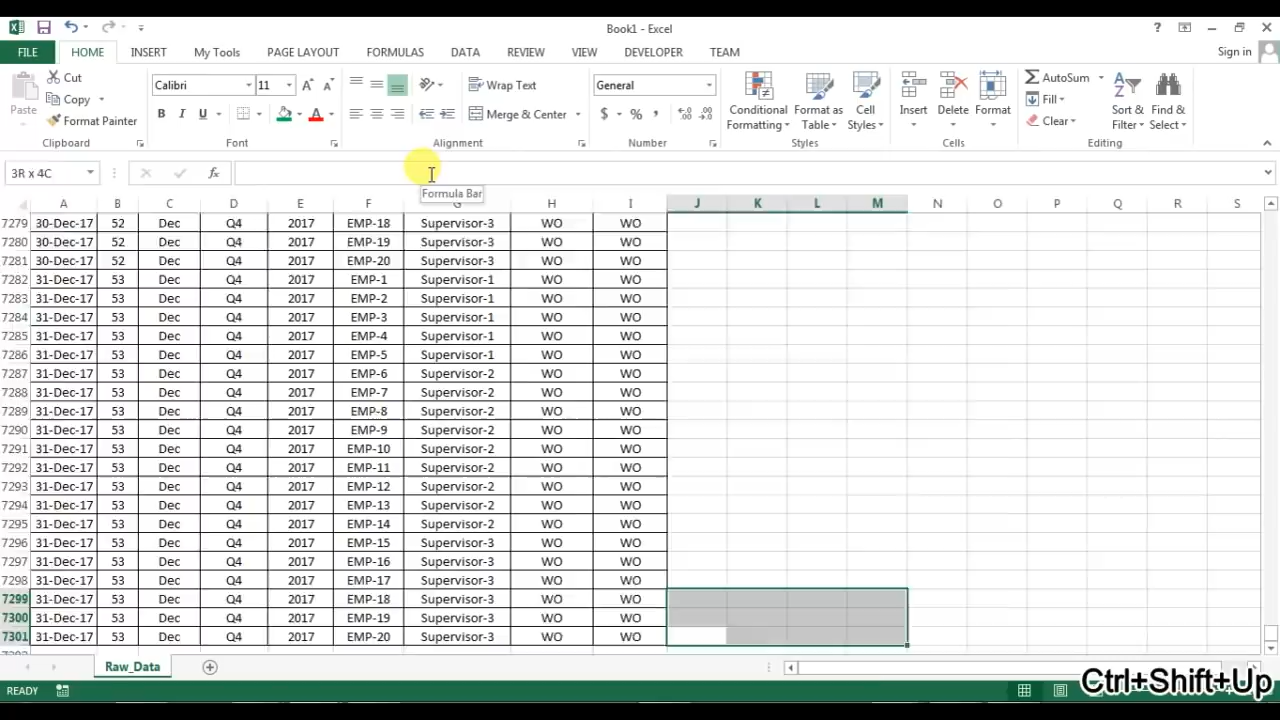 Book1 - Excel
? 
FILE HOME INSERT My Tools PAGE LAYOUT FORMULAS DATA REVIEW VIEW DEVELOPER TEAM Sign in
Cut Calibri 11 Wrap Text General AutoSum
Copy Fill
Paste Format Painter B I U Merge & Center $ % , Conditional Formatting Format as Table Cell Styles Insert Delete Format Clear Sort & Filter Find & Select
Clipboard Font Alignment Number Styles Cells Editing
3R x 4C fx
Formula Bar
A B C D E F G H I J K L M N O P Q R S
7279 30-Dec-17 52 Dec Q4 2017 EMP-18 Supervisor-3 WO WO
7280 30-Dec-17 52 Dec Q4 2017 EMP-19 Supervisor-3 WO WO
7281 30-Dec-17 52 Dec Q4 2017 EMP-20 Supervisor-3 WO WO
7282 31-Dec-17 53 Dec Q4 2017 EMP-1 Supervisor-1 WO WO
7283 31-Dec-17 53 Dec Q4 2017 EMP-2 Supervisor-1 WO WO
7284 31-Dec-17 53 Dec Q4 2017 EMP-3 Supervisor-1 WO WO
7285 31-Dec-17 53 Dec Q4 2017 EMP-4 Supervisor-1 WO WO
7286 31-Dec-17 53 Dec Q4 2017 EMP-5 Supervisor-1 WO WO
7287 31-Dec-17 53 Dec Q4 2017 EMP-6 Supervisor-2 WO WO
7288 31-Dec-17 53 Dec Q4 2017 EMP-7 Supervisor-2 WO WO
7289 31-Dec-17 53 Dec Q4 2017 EMP-8 Supervisor-2 WO WO
7290 31-Dec-17 53 Dec Q4 2017 EMP-9 Supervisor-2 WO WO
7291 31-Dec-17 53 Dec Q4 2017 EMP-10 Supervisor-2 WO WO
7292 31-Dec-17 53 Dec Q4 2017 EMP-11 Supervisor-2 WO WO
7293 31-Dec-17 53 Dec Q4 2017 EMP-12 Supervisor-2 WO WO
7294 31-Dec-17 53 Dec Q4 2017 EMP-13 Supervisor-2 WO WO
7295 31-Dec-17 53 Dec Q4 2017 EMP-14 Supervisor-2 WO WO
7296 31-Dec-17 53 Dec Q4 2017 EMP-15 Supervisor-3 WO WO
7297 31-Dec-17 53 Dec Q4 2017 EMP-16 Supervisor-3 WO WO
7298 31-Dec-17 53 Dec Q4 2017 EMP-17 Supervisor-3 WO WO
7299 31-Dec-17 53 Dec Q4 2017 EMP-18 Supervisor-3 WO WO
7300 31-Dec-17 53 Dec Q4 2017 EMP-19 Supervisor-3 WO WO
7301 31-Dec-17 53 Dec Q4 2017 EMP-20 Supervisor-3 WO WO
Raw_Data
READY
Ctrl+Shift+Up